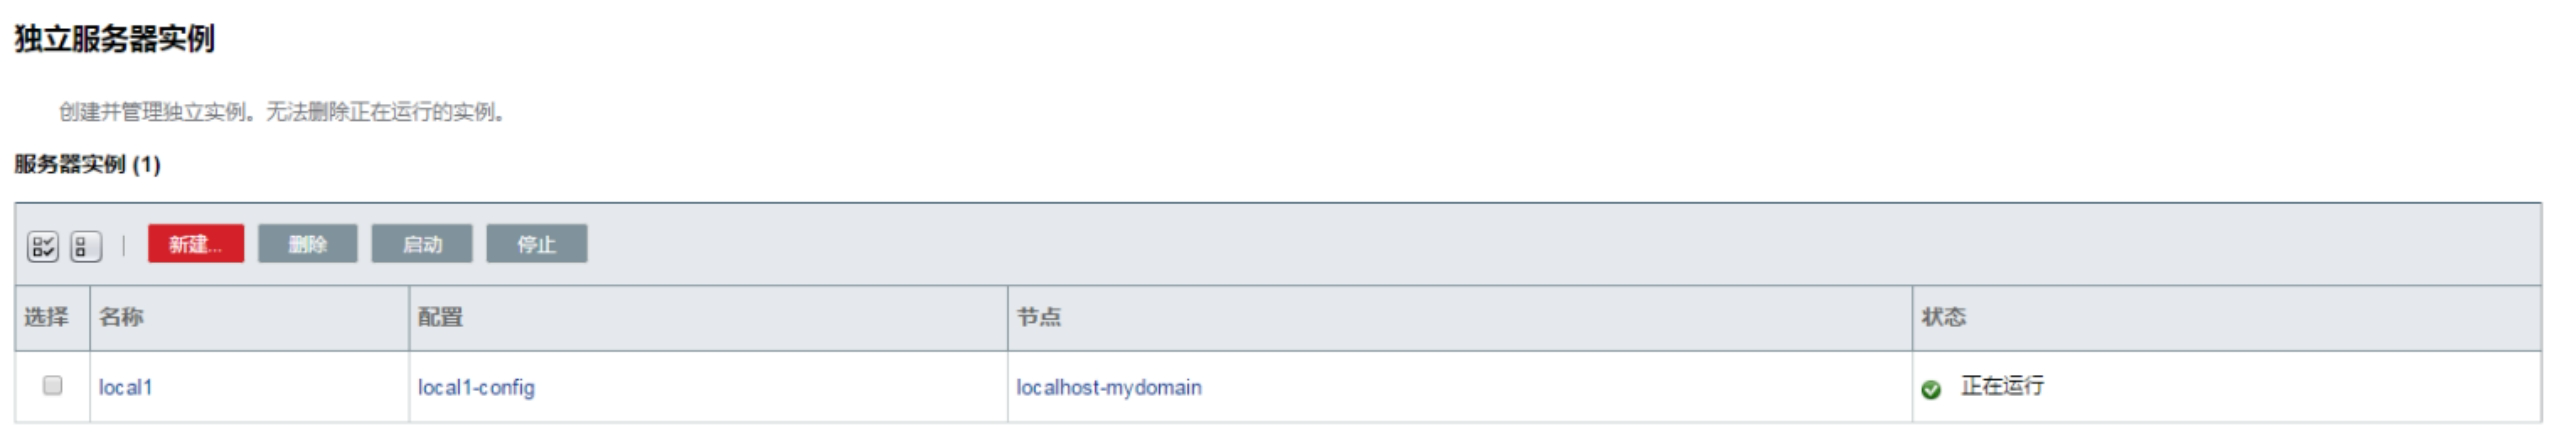 独立服务器实例
创建并管理独立实例。无法删除正在运行的实例。
服务器实例 (1)
新建... 删除 启动 停止
选择 名称 配置 节点 状态
local1 local1-config localhost-mydomain 正在运行